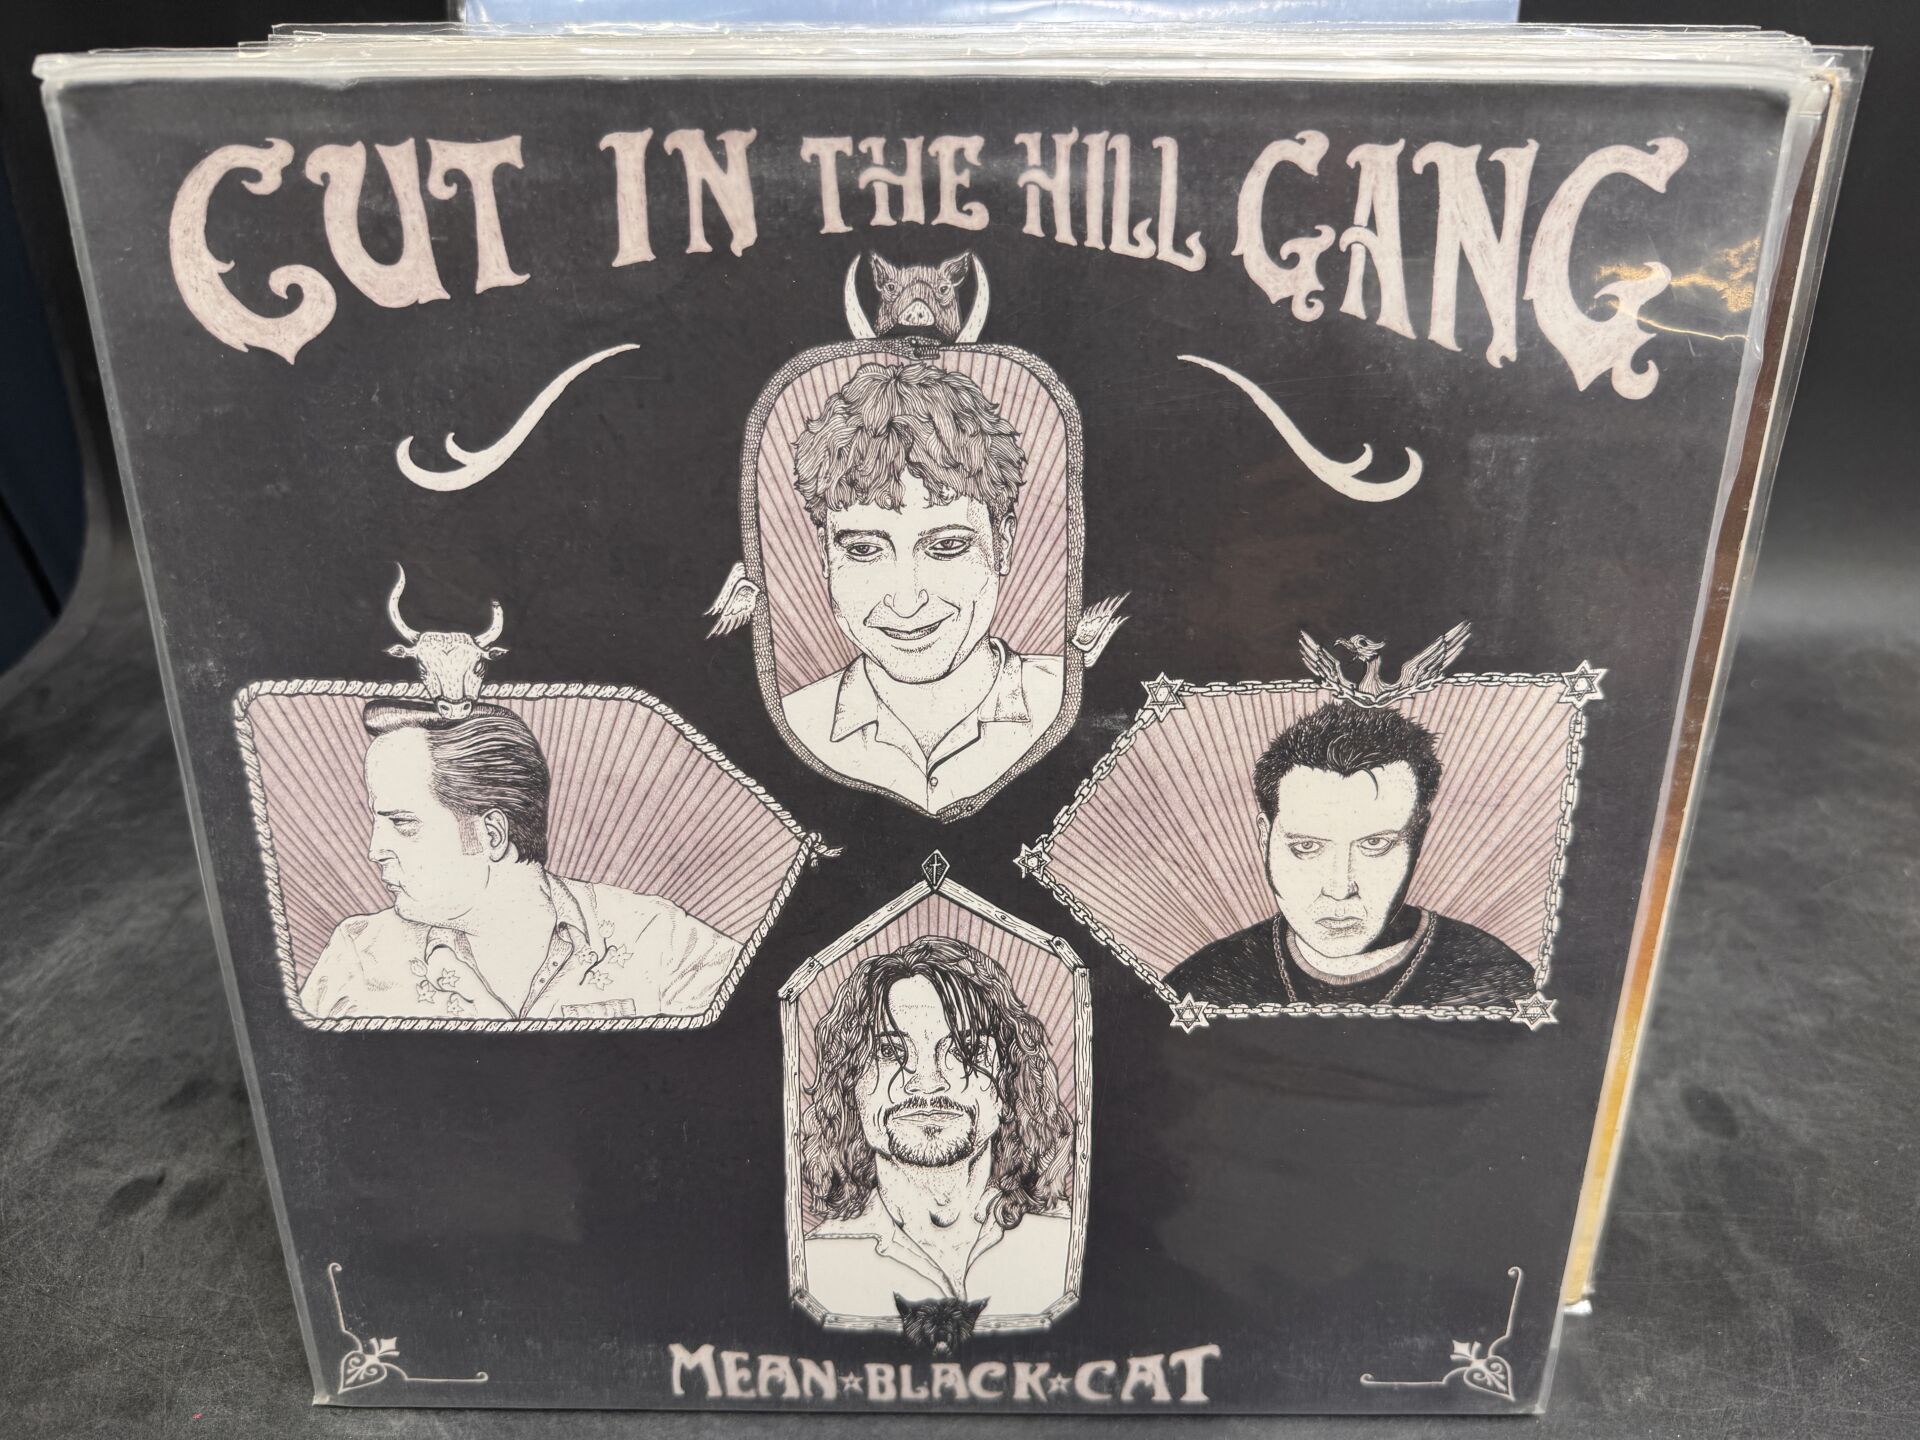 CUT IN THE HILL GANG
MEAN★BLACK★CAT